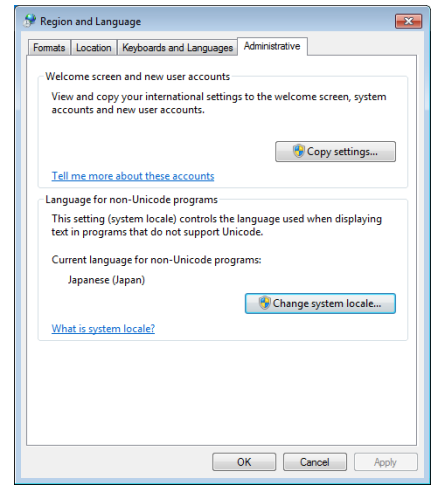 Region and Language
Formats Location Keyboards and Languages Administrative
Welcome screen and new user accounts
View and copy your international settings to the welcome screen, system
accounts and new user accounts.
Copy settings...
Tell me more about these accounts
Language for non-Unicode programs
This setting (system locale) controls the language used when displaying
text in programs that do not support Unicode.
Current language for non-Unicode programs:
Japanese (Japan)
Change system locale...
What is system locale?
OK Cancel Apply